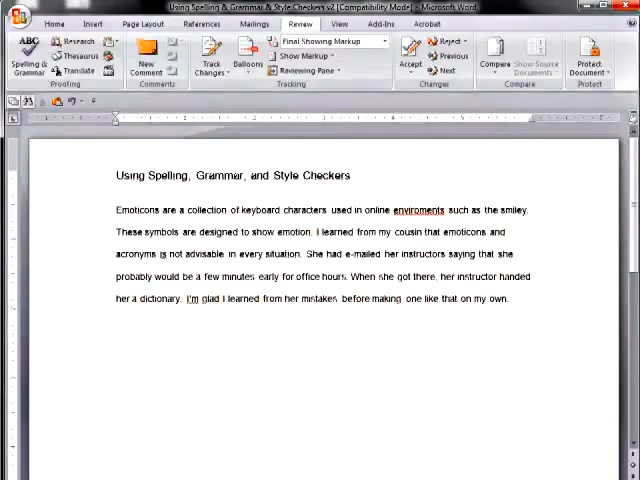 Using Spelling & Grammar & Style Checkers v2 [Compatibility Mode] - Microsoft Word
Home Insert Page Layout References Mailings Review View Add-Ins Acrobat
ABC Research Final Showing Markup Reject
Thesaurus Show Markup Previous
Spelling & Grammar Translate New Comment Track Changes Balloons Reviewing Pane Accept Next Compare Show Source Documents Protect Document
Proofing Comments Tracking Changes Compare Protect
Using Spelling, Grammar, and Style Checkers
Emoticons are a collection of keyboard characters used in online enviroments such as the smiley.
These symbols are designed to show emotion. I learned from my cousin that emoticons and
acronyms is not advisable in every situation. She had e-mailed her instructors saying that she
probably would be a few minutes early for office hours. When she got there, her instructor handed
her a dictionary. I'm glad I learned from her mistakes before making one like that on my own.